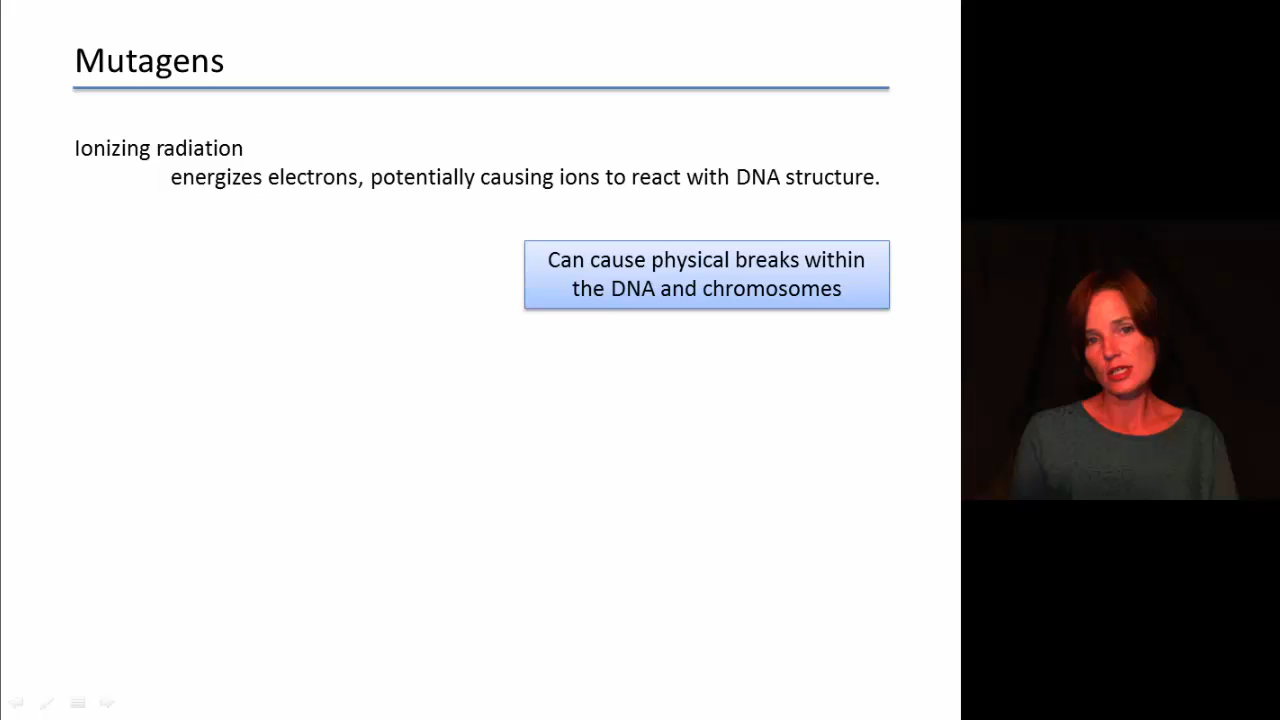 Mutagens
Ionizing radiation
energizes electrons, potentially causing ions to react with DNA structure.
Can cause physical breaks within
the DNA and chromosomes